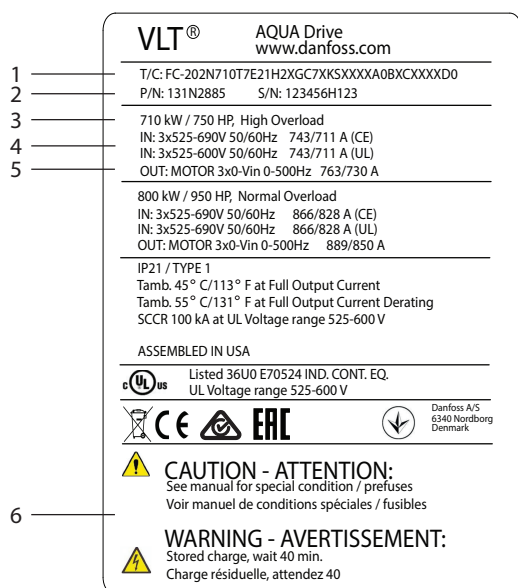 VLT® AQUA Drive
www.danfoss.com
1 T/C: FC-202N710T7E21H2XGC7XKSXXXXA0BXCXXXXD0
2 P/N: 131N2885 S/N: 123456H123
3 710 kW / 750 HP, High Overload
4 IN: 3x525-690V 50/60Hz 743/711 A (CE)
IN: 3x525-600V 50/60Hz 743/711 A (UL)
5 OUT: MOTOR 3x0-Vin 0-500Hz 763/730 A
800 kW / 950 HP, Normal Overload
IN: 3x525-690V 50/60Hz 866/828 A (CE)
IN: 3x525-690V 50/60Hz 866/828 A (UL)
OUT: MOTOR 3x0-Vin 0-500Hz 889/850 A
IP21 / TYPE 1
Tamb. 45° C/113° F at Full Output Current
Tamb. 55° C/131° F at Full Output Current Derating
SCCR 100 kA at UL Voltage range 525-600 V
ASSEMBLED IN USA
c UL us Listed 36U0 E70524 IND. CONT. EQ.
UL Voltage range 525-600 V
CE EAC
Danfoss A/S
6340 Nordborg
Denmark
CAUTION - ATTENTION:
See manual for special condition / prefuses
Voir manuel de conditions spéciales / fusibles
6
WARNING - AVERTISSEMENT:
Stored charge, wait 40 min.
Charge résiduelle, attendez 40